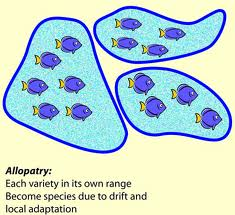 Allopatry:
Each variety in its own range
Become species due to drift and
local adaptation